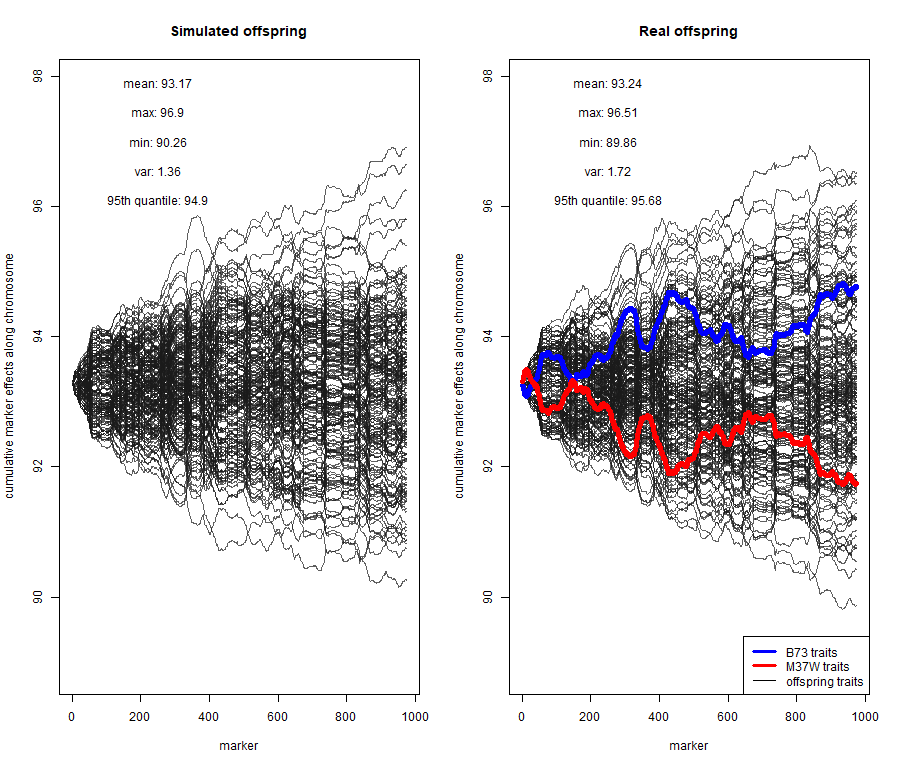 Simulated offspring
mean: 93.17
max: 96.9
min: 90.26
var: 1.36
95th quantile: 94.9
98
96
94
92
90
cumulative marker effects along chromosome
0 200 400 600 800 1000
marker
Real offspring
mean: 93.24
max: 96.51
min: 89.86
var: 1.72
95th quantile: 95.68
98
96
94
92
90
cumulative marker effects along chromosome
B73 traits
M37W traits
offspring traits
0 200 400 600 800 1000
marker